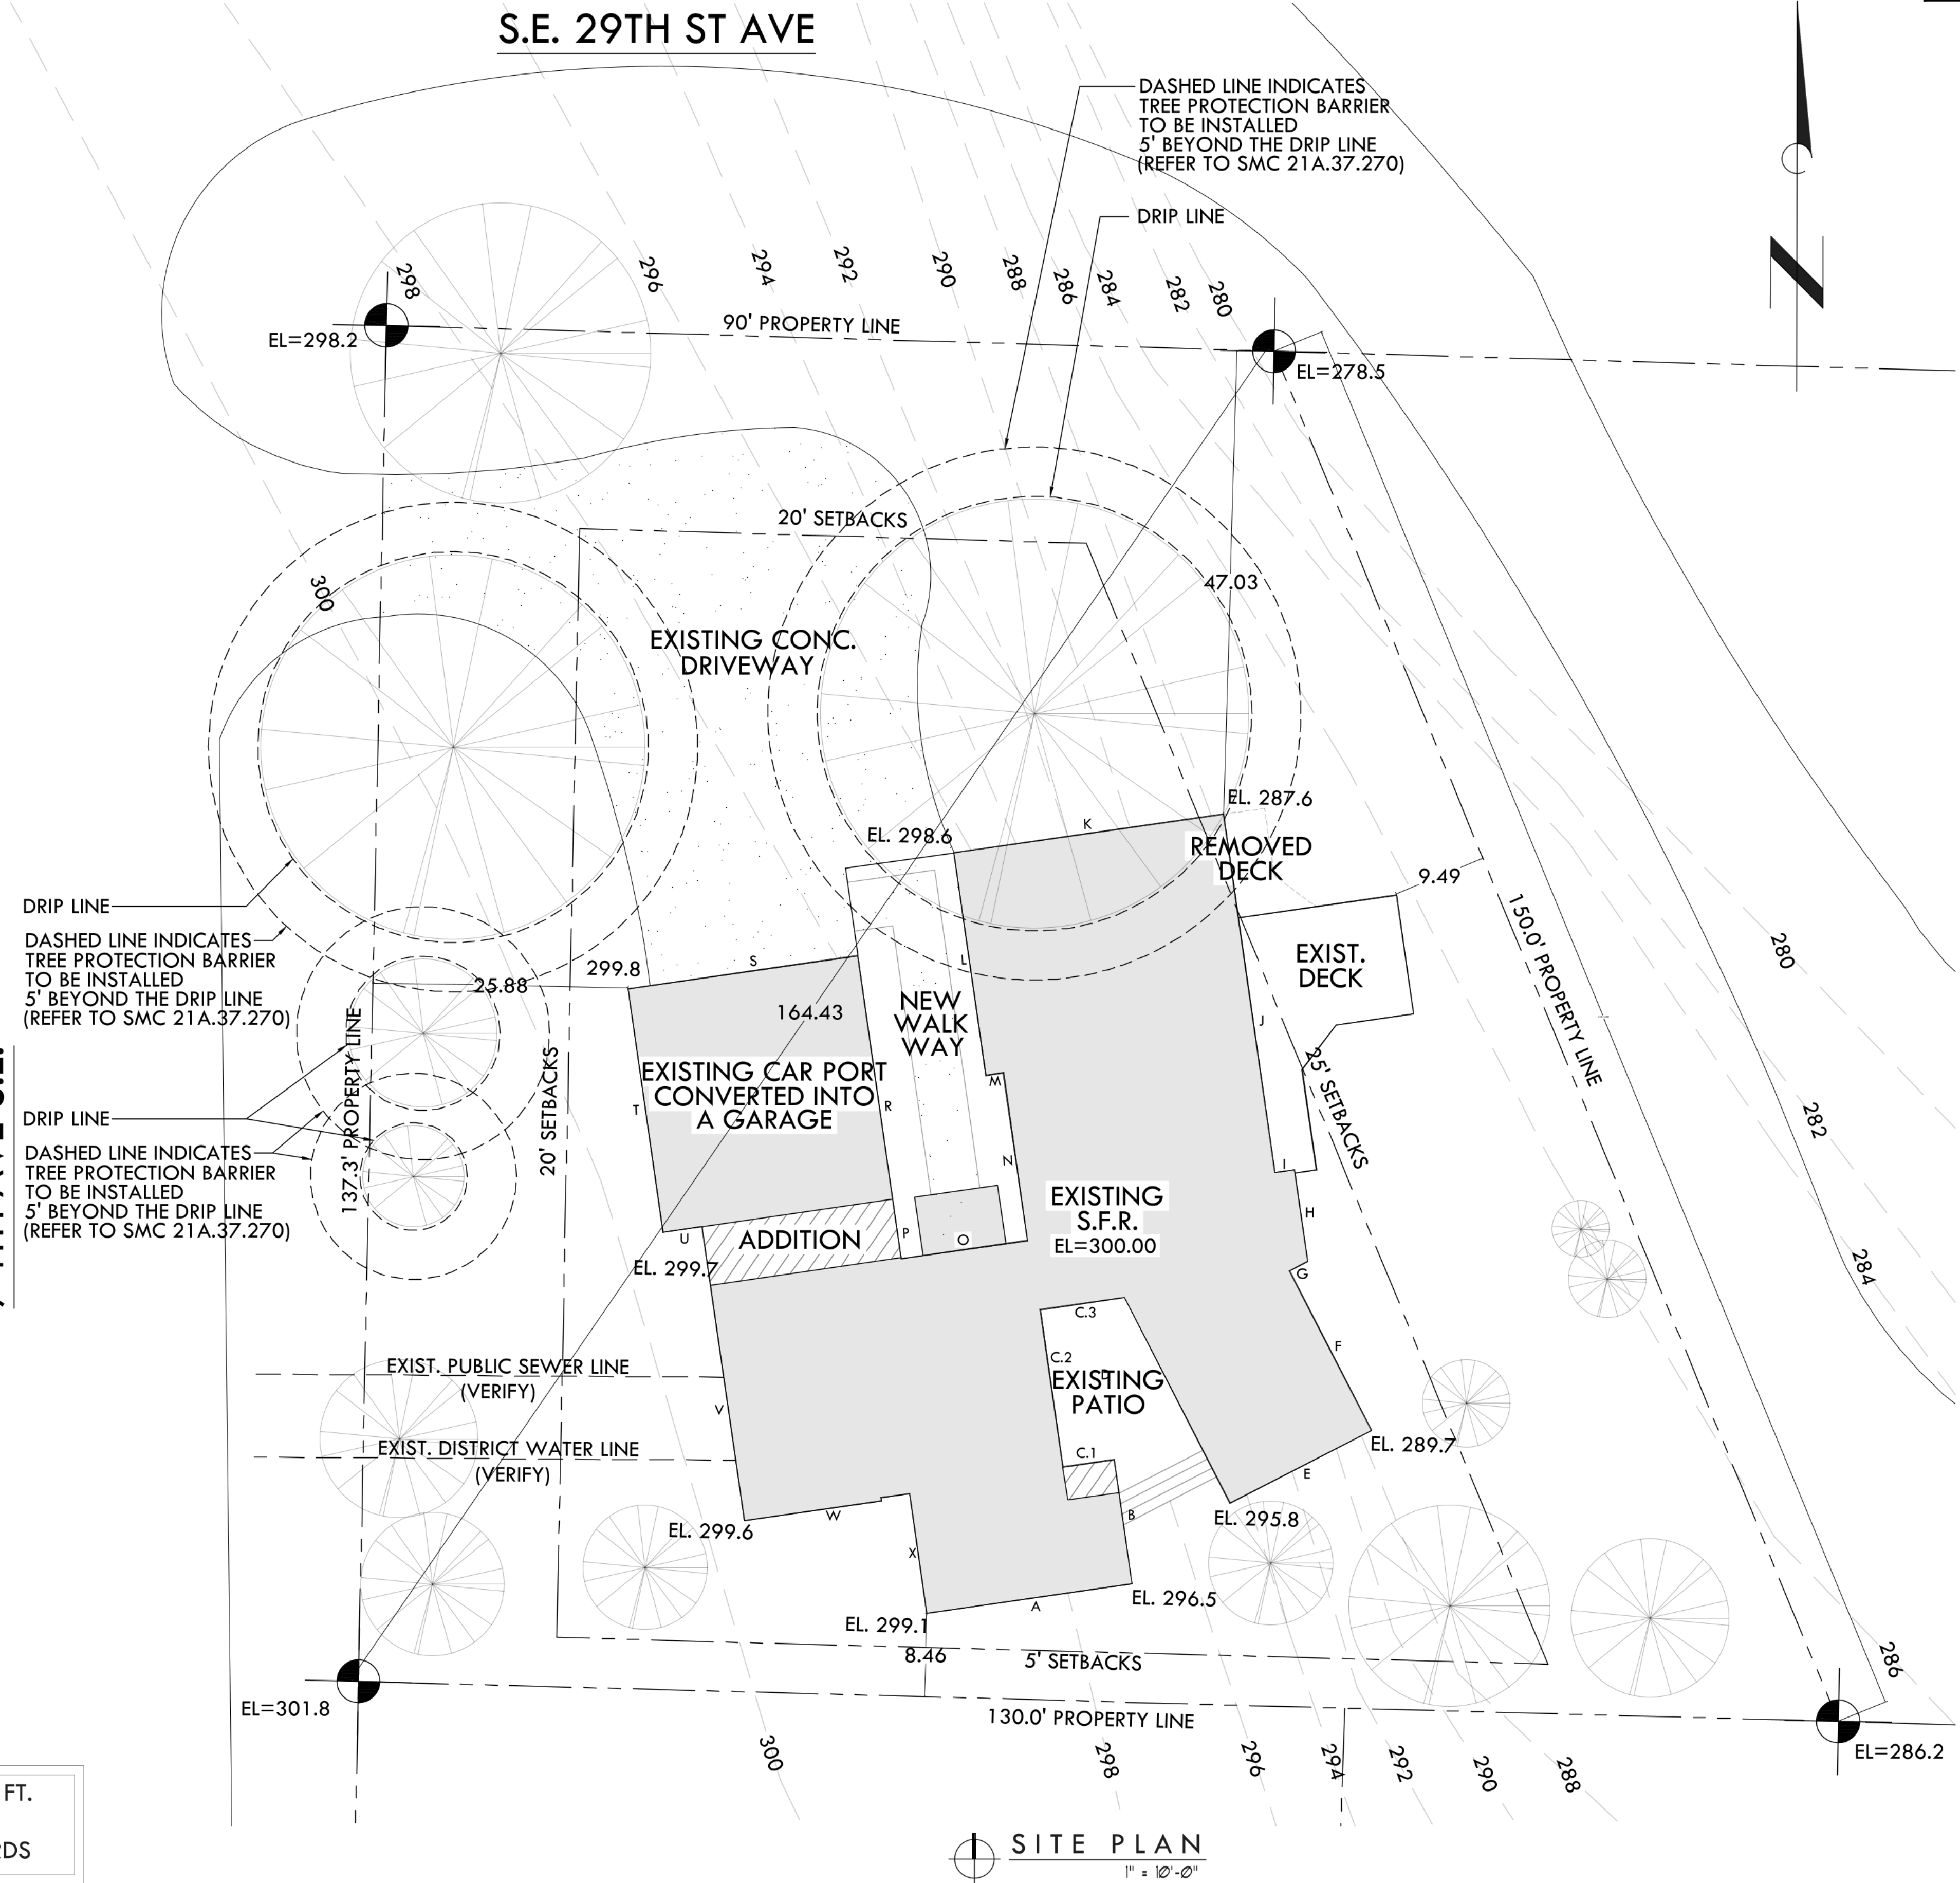 S.E. 29TH ST AVE
DASHED LINE INDICATES
TREE PROTECTION BARRIER
TO BE INSTALLED
5' BEYOND THE DRIP LINE
(REFER TO SMC 21A.37.270)
DRIP LINE
N
298
296
294
292
290
288
286
284
282
280
EL=298.2
90' PROPERTY LINE
EL=278.5
20' SETBACKS
300
47.03
EXISTING CONC.
DRIVEWAY
EL. 287.6
EL. 298.6
K
REMOVED
DECK
9.49
DRIP LINE
DASHED LINE INDICATES
TREE PROTECTION BARRIER
TO BE INSTALLED
5' BEYOND THE DRIP LINE
(REFER TO SMC 21A.37.270)
299.8
25.88
S
L
164.43
NEW
WALK
WAY
EXIST.
DECK
150.0' PROPERTY LINE
280
J
EXISTING CAR PORT
CONVERTED INTO
A GARAGE
T
R
M
N
137.3' PROPERTY LINE
20' SETBACKS
25' SETBACKS
282
DRIP LINE
DASHED LINE INDICATES
TREE PROTECTION BARRIER
TO BE INSTALLED
5' BEYOND THE DRIP LINE
(REFER TO SMC 21A.37.270)
I
H
EXISTING
S.F.R.
EL=300.00
ADDITION
U
P
O
EL. 299.7
G
284
C.3
F
C.2
EXISTING
PATIO
EXIST. PUBLIC SEWER LINE
(VERIFY)
V
EXIST. DISTRICT WATER LINE
(VERIFY)
C.1
EL. 289.7
E
B
W
EL. 295.8
EL. 299.6
X
EL. 296.5
A
EL. 299.1
8.46
5' SETBACKS
286
EL=301.8
130.0' PROPERTY LINE
EL=286.2
300
298
296
294
292
290
288
FT.
SITE PLAN
1" = 10'-0"